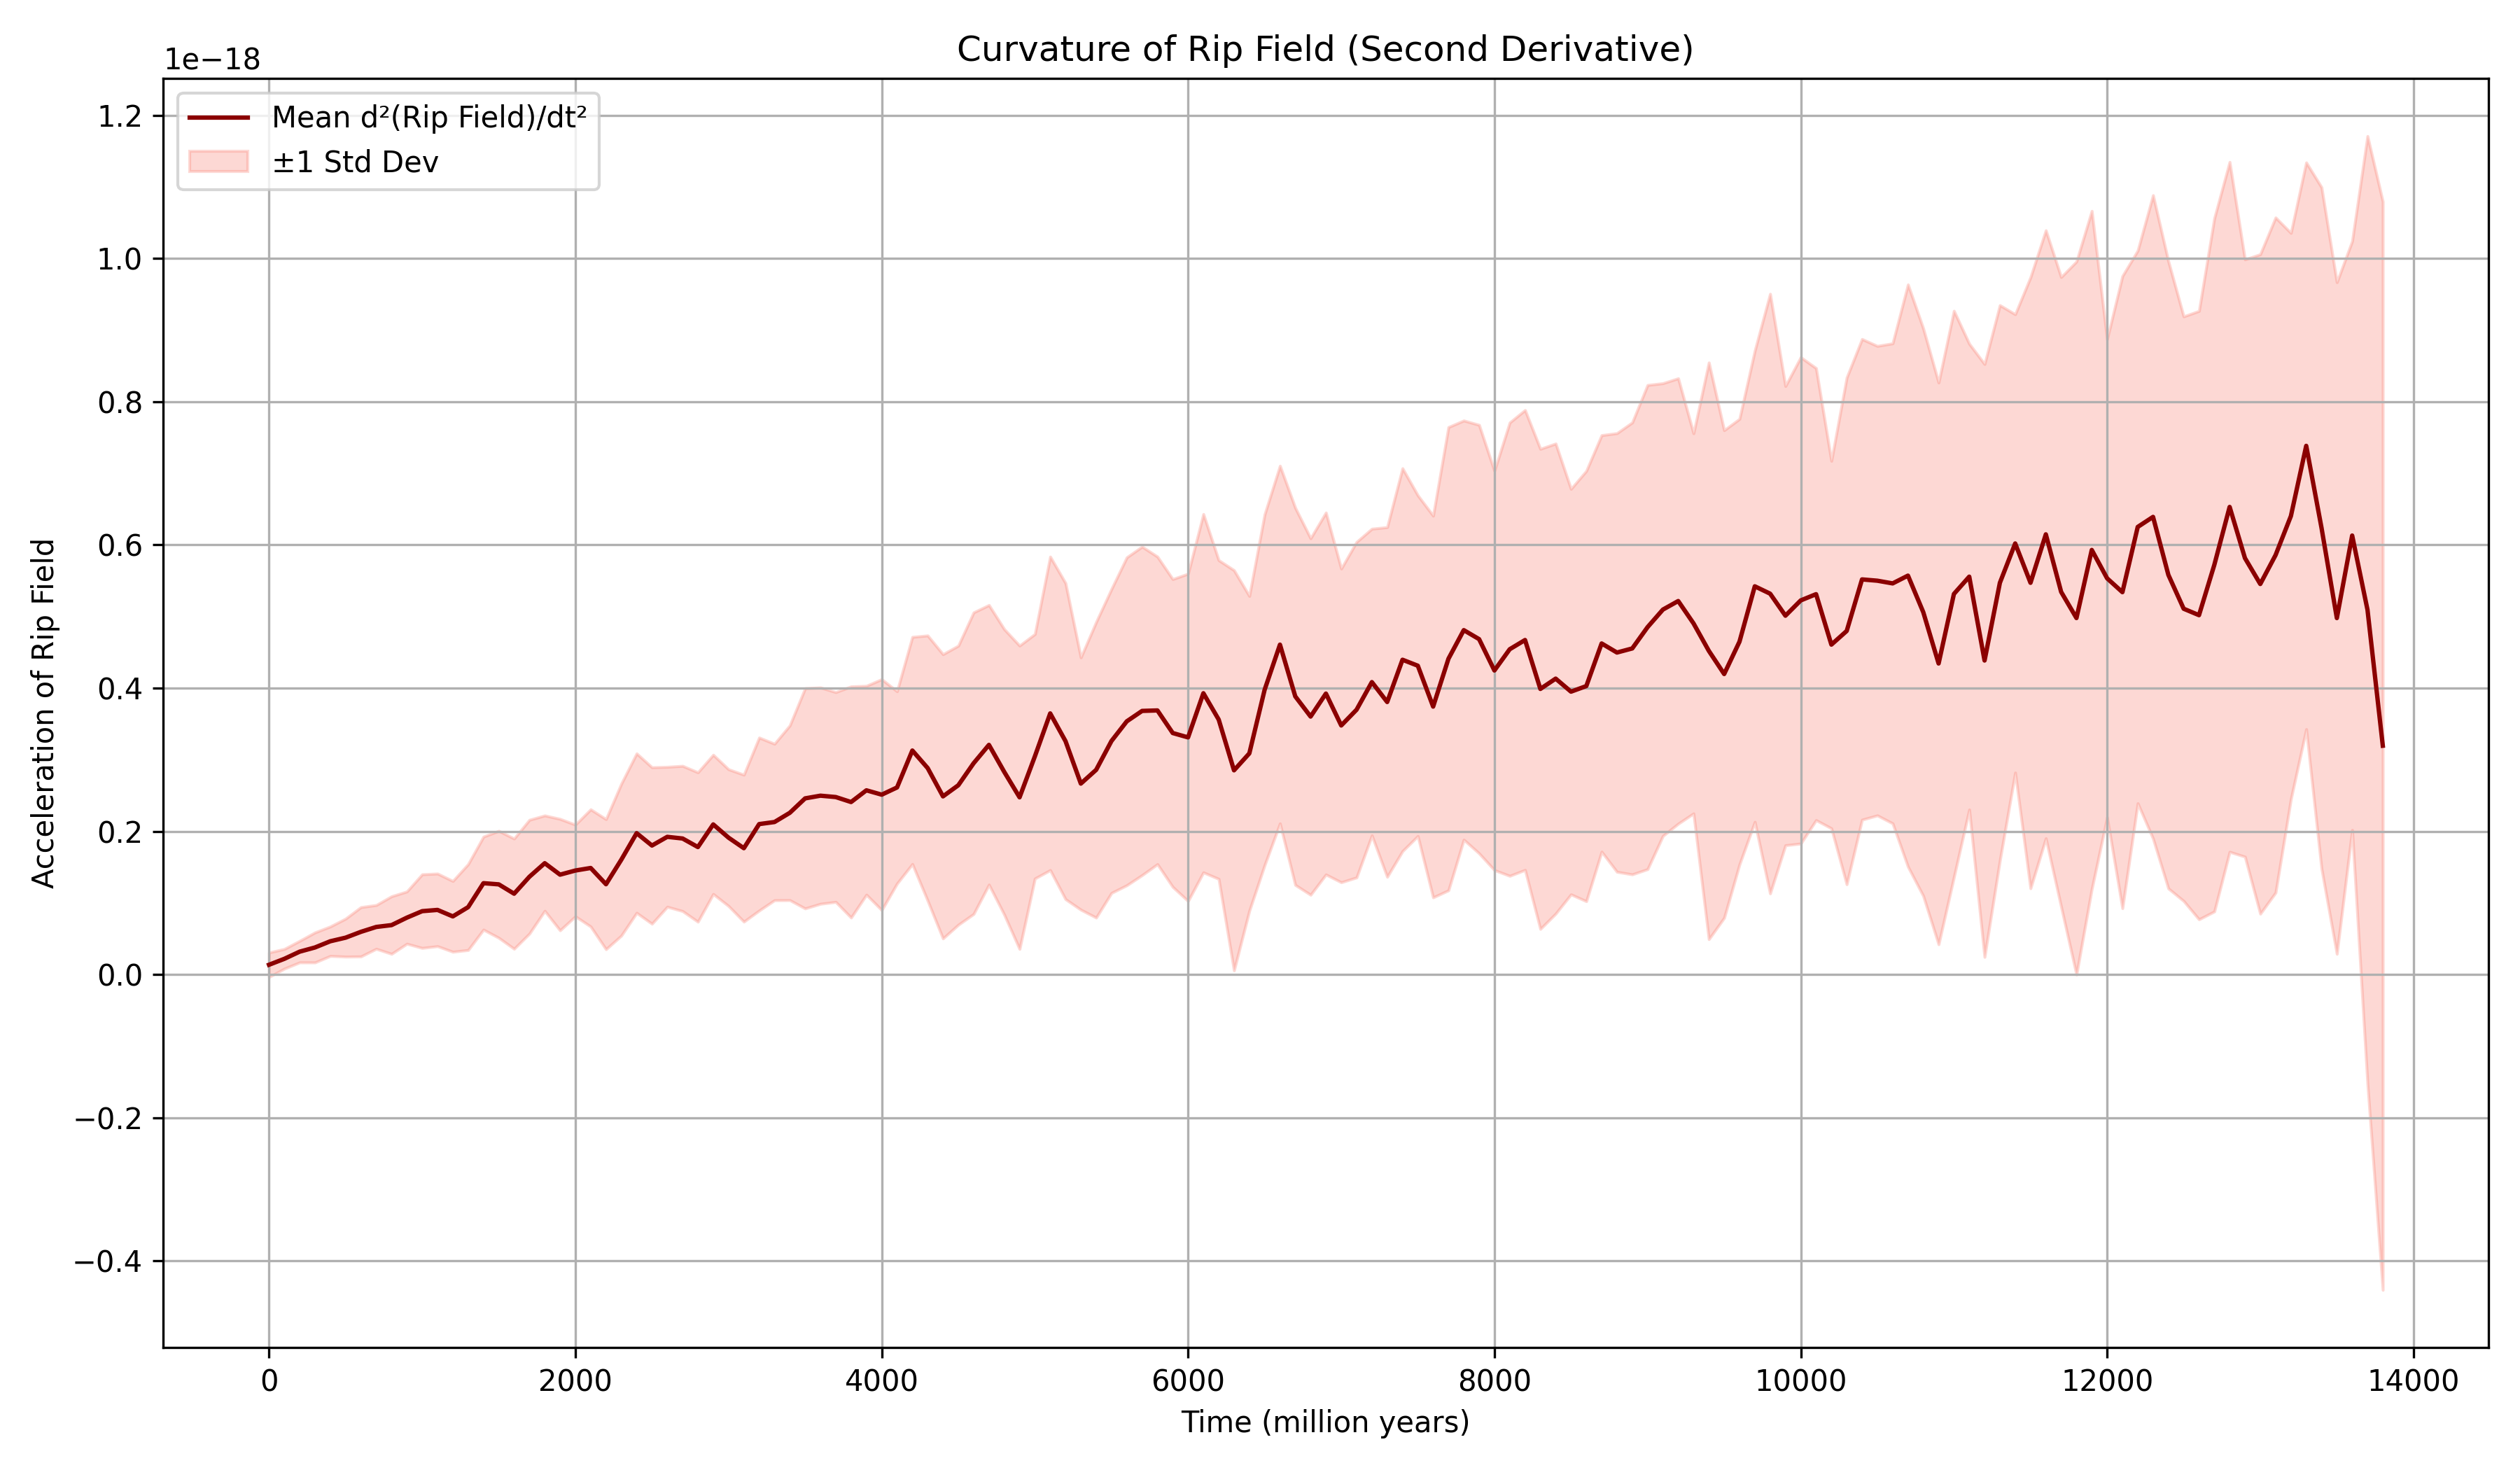 Curvature of Rip Field (Second Derivative)
1e−18
Mean d²(Rip Field)/dt²
±1 Std Dev
1.2
1.0
0.8
0.6
0.4
0.2
0.0
−0.2
−0.4
Acceleration of Rip Field
0 2000 4000 6000 8000 10000 12000 14000
Time (million years)